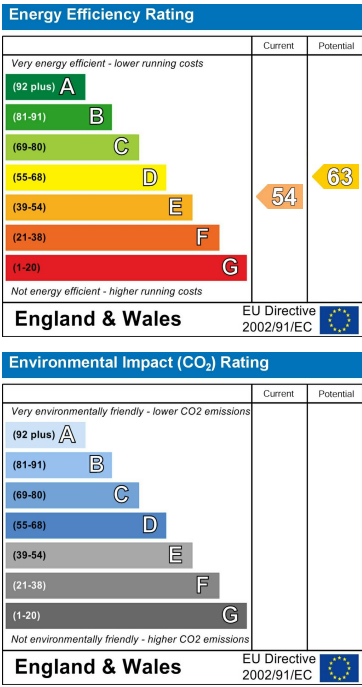 Energy Efficiency Rating
Current Potential
Very energy efficient - lower running costs
(92 plus) A
(81-91) B
(69-80) C
(55-68) D
(39-54) E
(21-38) F
(1-20) G
54
63
Not energy efficient - higher running costs
England & Wales
EU Directive
2002/91/EC
Environmental Impact (CO₂) Rating
Current Potential
Very environmentally friendly - lower CO2 emissions
(92 plus) A
(81-91) B
(69-80) C
(55-68) D
(39-54) E
(21-38) F
(1-20) G
Not environmentally friendly - higher CO2 emissions
England & Wales
EU Directive
2002/91/EC